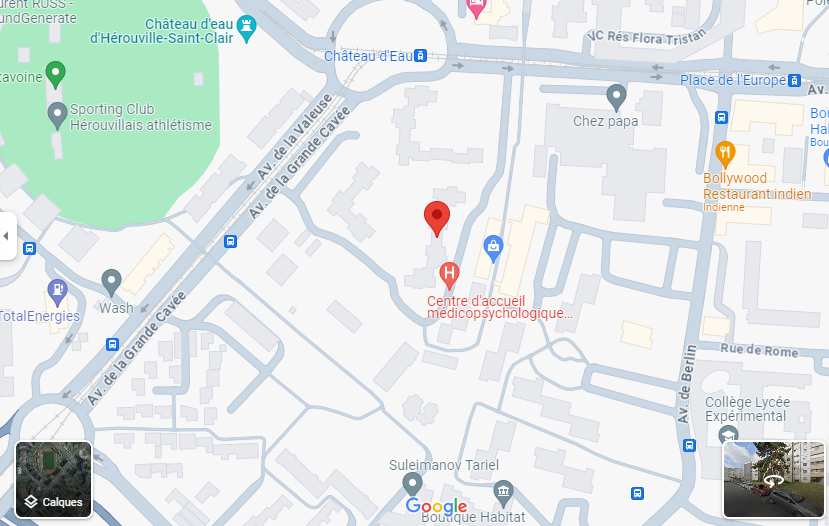 urent RUSS -
undGenerate
Château d'eau
d'Hérouville-Saint-Clair
Château d'Eau
VC Rés Flora Tristan
tavoine
Sporting Club
Hérouvillais athlétisme
Av. de la Valeuse
Av. de la Grande Cavée
Place de l'Europe
Av.
Chez papa
Bou
Hal
Bou
Bollywood
Restaurant indien
Indienne
H
Centre d'accueil
médicopsychologique...
Wash
TotalEnergies
Av. de la Grande Cavée
Rue de Rome
Av. de Berlin
Collège Lycée
Expérimental
Suleimanov Tariel
Calques
Google
Boutique Habitat